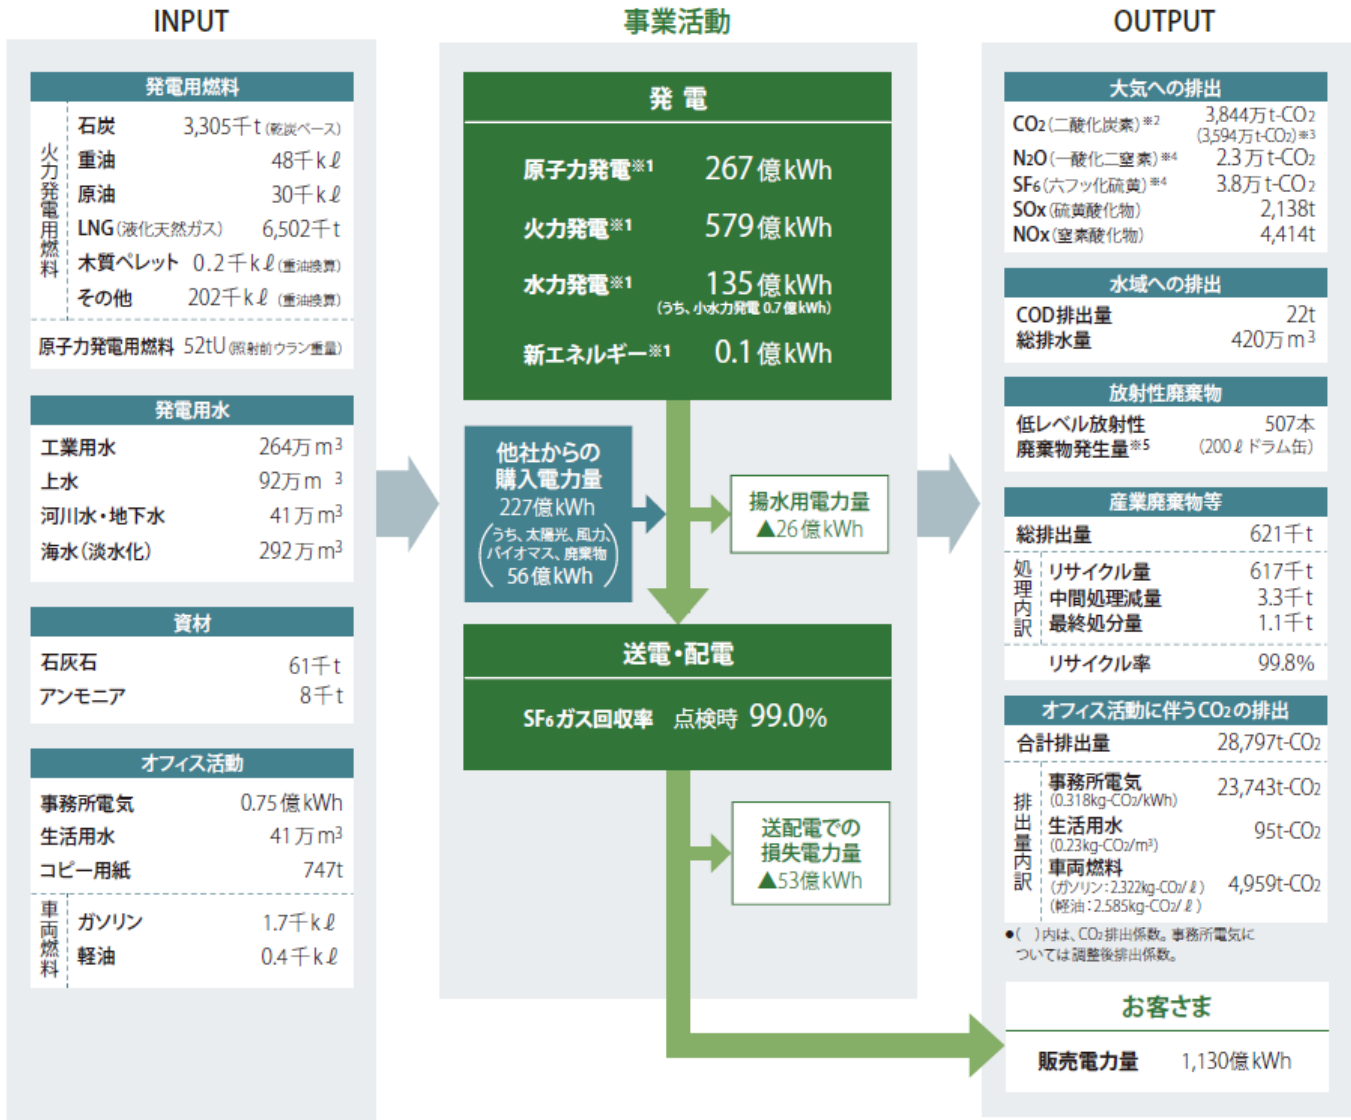 INPUT
発電用燃料
火力発電用燃料
石炭 3,305千t(乾炭ベース)
重油 48千kℓ
原油 30千kℓ
LNG(液化天然ガス) 6,502千t
木質ペレット 0.2千kℓ(重油換算)
その他 202千kℓ(重油換算)
原子力発電用燃料 52tU(照射前ウラン重量)
発電用水
工業用水 264万m³
上水 92万m³
河川水・地下水 41万m³
海水(淡水化) 292万m³
資材
石灰石 61千t
アンモニア 8千t
オフィス活動
事務所電気 0.75億kWh
生活用水 41万m³
コピー用紙 747t
車両燃料
ガソリン 1.7千kℓ
軽油 0.4千kℓ
事業活動
発電
原子力発電※1 267億kWh
火力発電※1 579億kWh
水力発電※1 135億kWh
(うち、小水力発電 0.7億kWh)
新エネルギー※1 0.1億kWh
他社からの
購入電力量
227億kWh
(うち、太陽光、風力、
バイオマス、廃棄物
56億kWh)
揚水用電力量
▲26億kWh
送電・配電
SF₆ガス回収率 点検時 99.0%
送配電での
損失電力量
▲53億kWh
OUTPUT
大気への排出
CO₂(二酸化炭素)※2 3,844万t-CO₂
(3,594万t-CO₂)※3
N₂O(一酸化二窒素)※4 2.3万t-CO₂
SF₆(六フッ化硫黄)※4 3.8万t-CO₂
SOx(硫黄酸化物) 2,138t
NOx(窒素酸化物) 4,414t
水域への排出
COD排出量 22t
総排水量 420万m³
放射性廃棄物
低レベル放射性 507本
廃棄物発生量※5 (200ℓドラム缶)
産業廃棄物等
総排出量 621千t
処理内訳
リサイクル量 617千t
中間処理減量 3.3千t
最終処分量 1.1千t
リサイクル率 99.8%
オフィス活動に伴うCO₂の排出
合計排出量 28,797t-CO₂
排出量内訳
事務所電気 23,743t-CO₂
(0.318kg-CO₂/kWh)
生活用水 95t-CO₂
(0.23kg-CO₂/m³)
車両燃料 4,959t-CO₂
(ガソリン:2.322kg-CO₂/ℓ)
(軽油:2.585kg-CO₂/ℓ)
●( )内は、CO₂排出係数。事務所電気に
ついては調整後排出係数。
お客さま
販売電力量 1,130億kWh